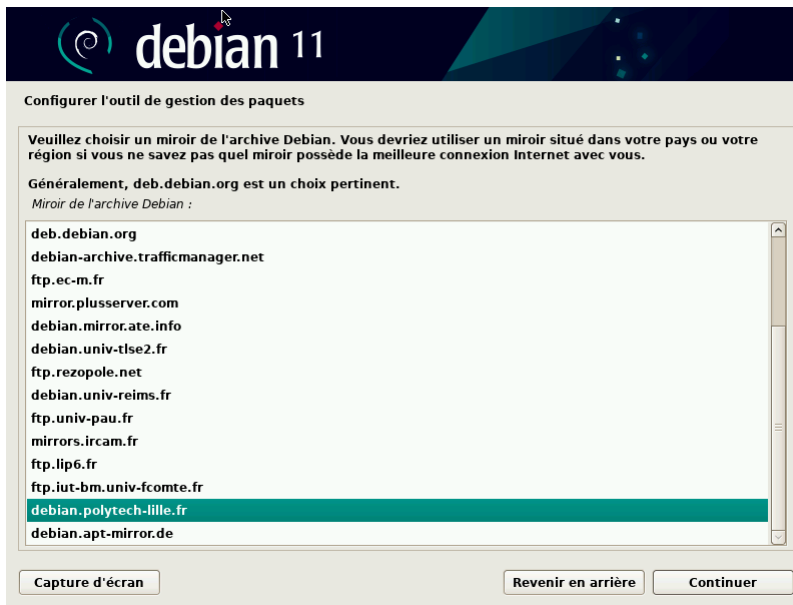 debian 11
Configurer l'outil de gestion des paquets
Veuillez choisir un miroir de l'archive Debian. Vous devriez utiliser un miroir situé dans votre pays ou votre
région si vous ne savez pas quel miroir possède la meilleure connexion Internet avec vous.
Généralement, deb.debian.org est un choix pertinent.
Miroir de l'archive Debian :
deb.debian.org
debian-archive.trafficmanager.net
ftp.ec-m.fr
mirror.plusserver.com
debian.mirror.ate.info
debian.univ-tlse2.fr
ftp.rezopole.net
debian.univ-reims.fr
ftp.univ-pau.fr
mirrors.ircam.fr
ftp.lip6.fr
ftp.iut-bm.univ-fcomte.fr
debian.polytech-lille.fr
debian.apt-mirror.de
Capture d'écran Revenir en arrière Continuer